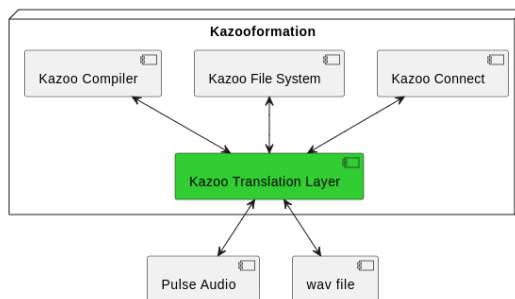 Kazooformation
Kazoo Compiler
Kazoo File System
Kazoo Connect
Kazoo Translation Layer
Pulse Audio
wav file